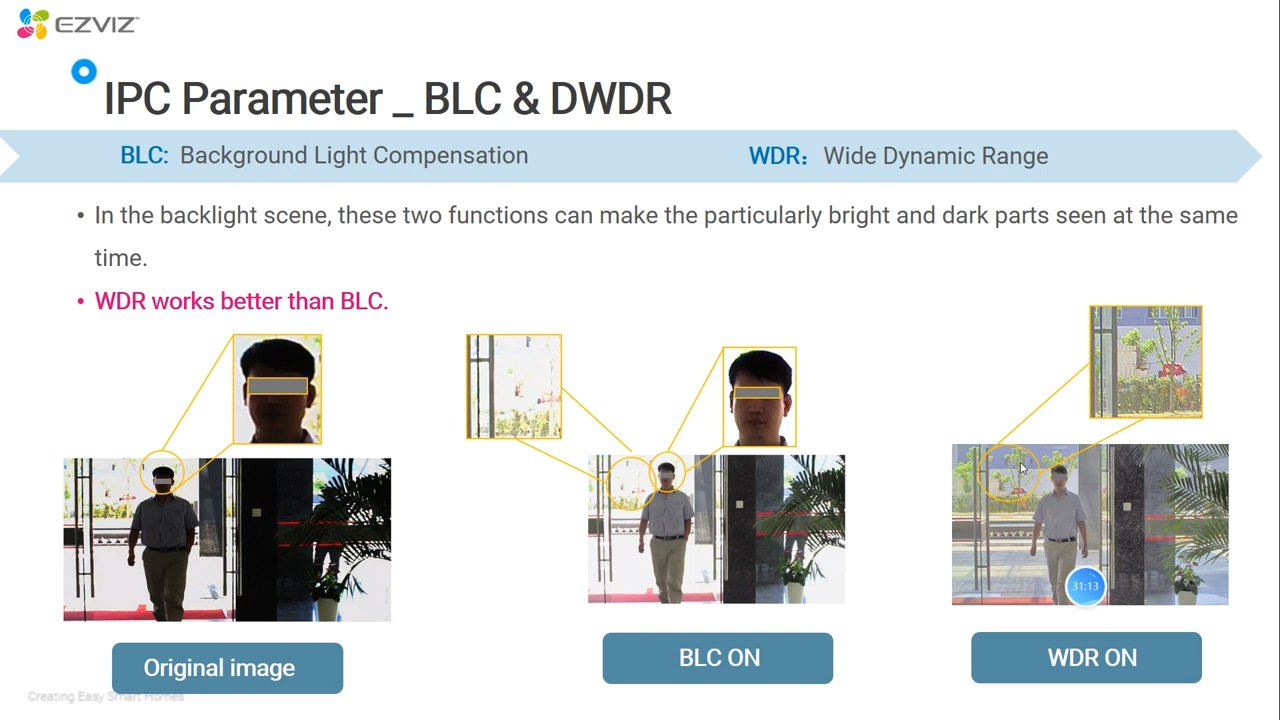 EZVIZ
IPC Parameter _ BLC & DWDR
BLC: Background Light Compensation
WDR： Wide Dynamic Range
• In the backlight scene, these two functions can make the particularly bright and dark parts seen at the same
time.
• WDR works better than BLC.
31:13
Original image
BLC ON
WDR ON
Creating Easy Smart Homes